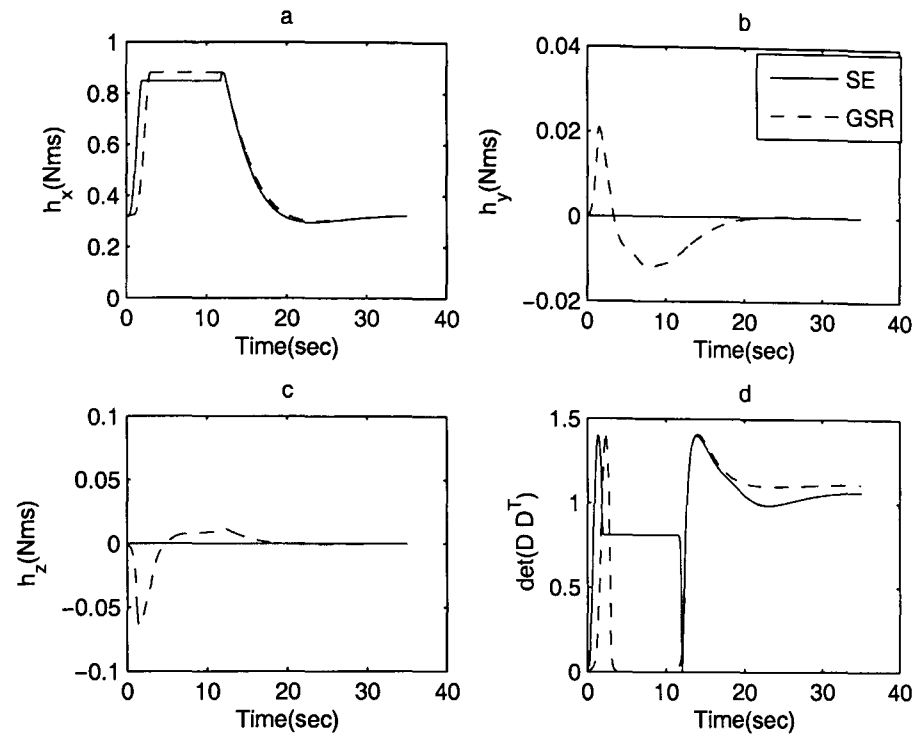 a
1
0.8
0.6
0.4
0.2
0
h_x(Nms)
0 10 20 30 40
Time(sec)
b
0.04
0.02
0
−0.02
h_y(Nms)
SE
GSR
0 10 20 30 40
Time(sec)
c
0.1
0.05
0
−0.05
−0.1
h_z(Nms)
0 10 20 30 40
Time(sec)
d
1.5
1
0.5
0
det(D D^T)
0 10 20 30 40
Time(sec)